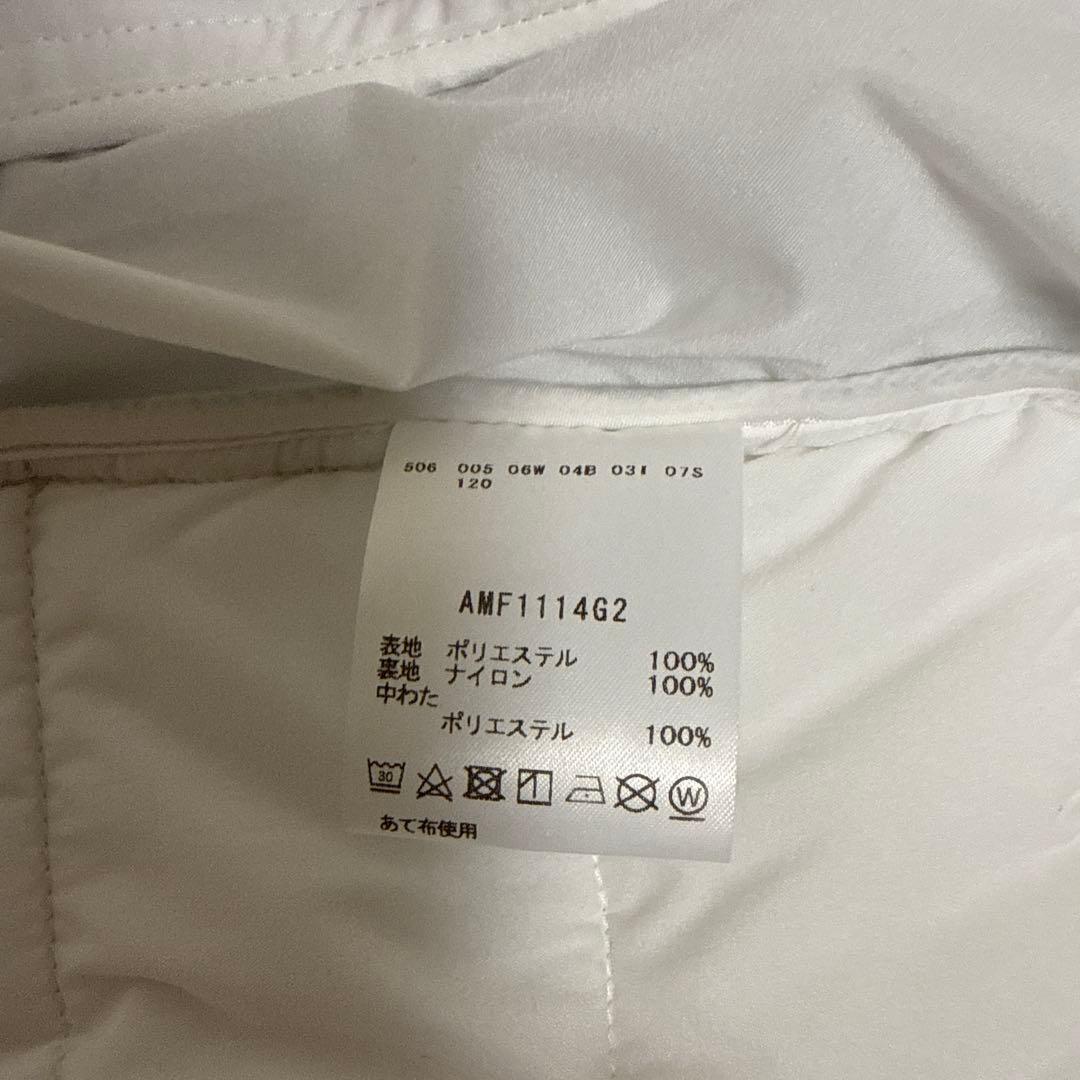 506 005 06W 04B 03I 07S
120
AMF1114G2
表地 ポリエステル 100%
裏地 ナイロン 100%
中わた
ポリエステル 100%
30 W
あて布使用